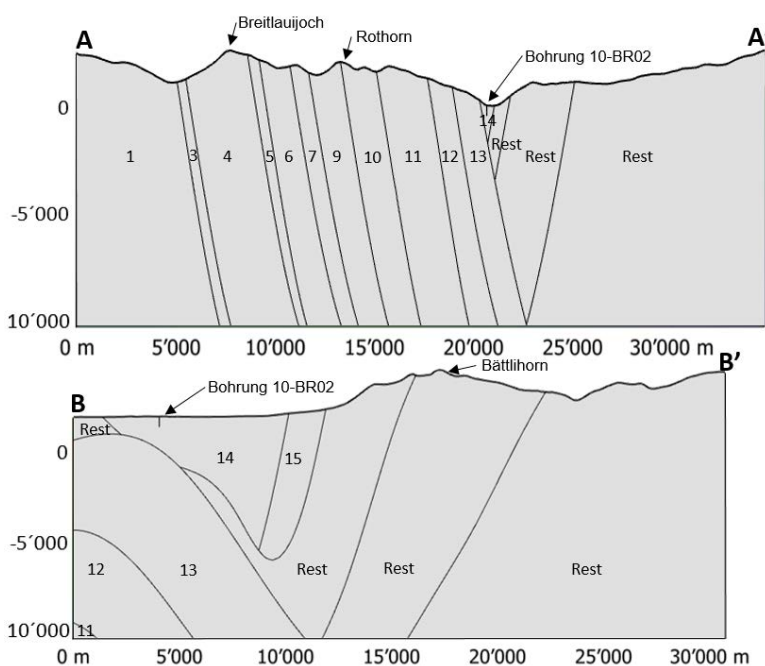 Breitlauijoch
A
Rothorn
A
Bohrung 10-BR02
0
14
Rest
1 3 4 5 6 7 9 10 11 12 13 Rest Rest
-5´000
10´000
0 m 5’000 10’000 15’000 20’000 25’000 30’000 m
Bättlihorn
B’
Bohrung 10-BR02
B
Rest
0
14 15
-5´000
12 13 Rest Rest Rest
10´000
11
0 m 5’000 10’000 15’000 20’000 25’000 30’000 m